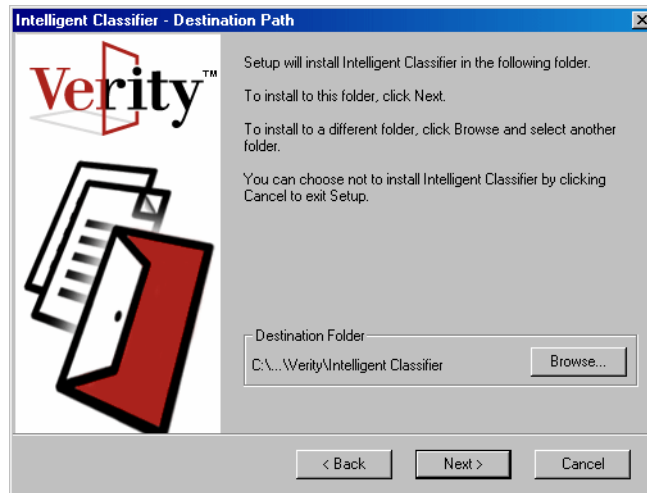 Intelligent Classifier - Destination Path
Verity™
Setup will install Intelligent Classifier in the following folder.
To install to this folder, click Next.
To install to a different folder, click Browse and select another
folder.
You can choose not to install Intelligent Classifier by clicking
Cancel to exit Setup.
Destination Folder
C:\...\Verity\Intelligent Classifier
Browse...
< Back
Next >
Cancel